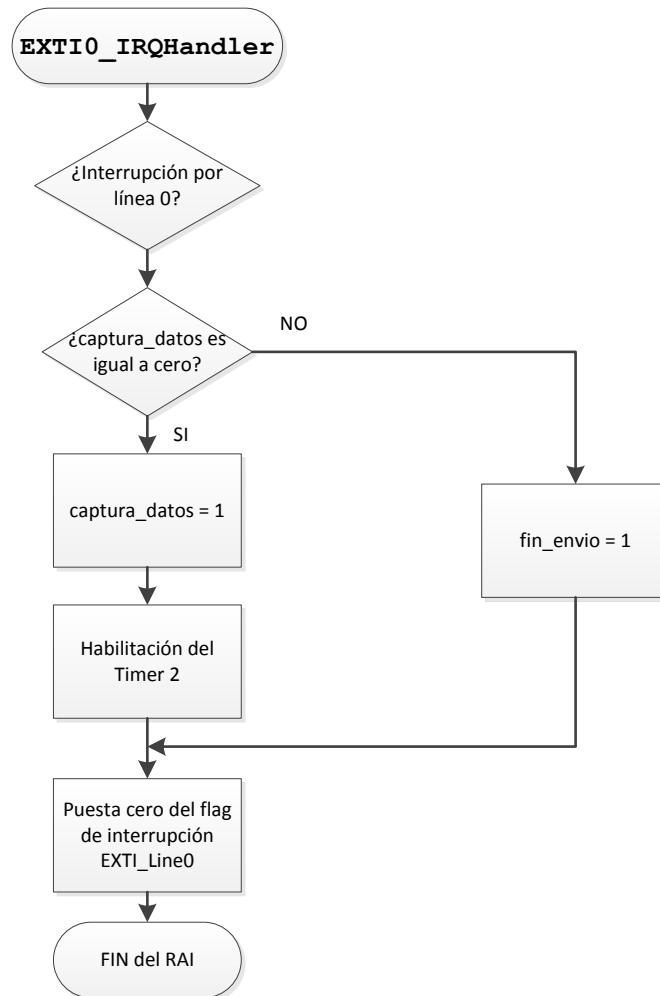 EXTI0_IRQHandler
¿Interrupción por
línea 0?
¿captura_datos es
igual a cero?
NO
SI
captura_datos = 1
fin_envio = 1
Habilitación del
Timer 2
Puesta cero del flag
de interrupción
EXTI_Line0
FIN del RAI